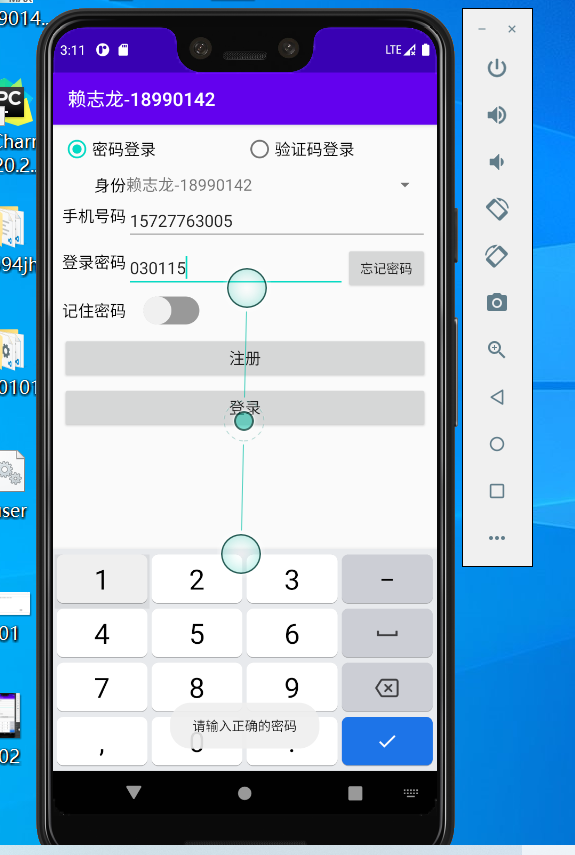 9014..
3:11
LTE
赖志龙-18990142
PC
Charm
20.2..
密码登录
验证码登录
身份赖志龙-18990142
手机号码 15727763005
94jh
登录密码 030115 忘记密码
记住密码
注册
0101
登录
user
1 2 3 −
4 5 6
01
7 8 9
请输入正确的密码
, 0 .
02